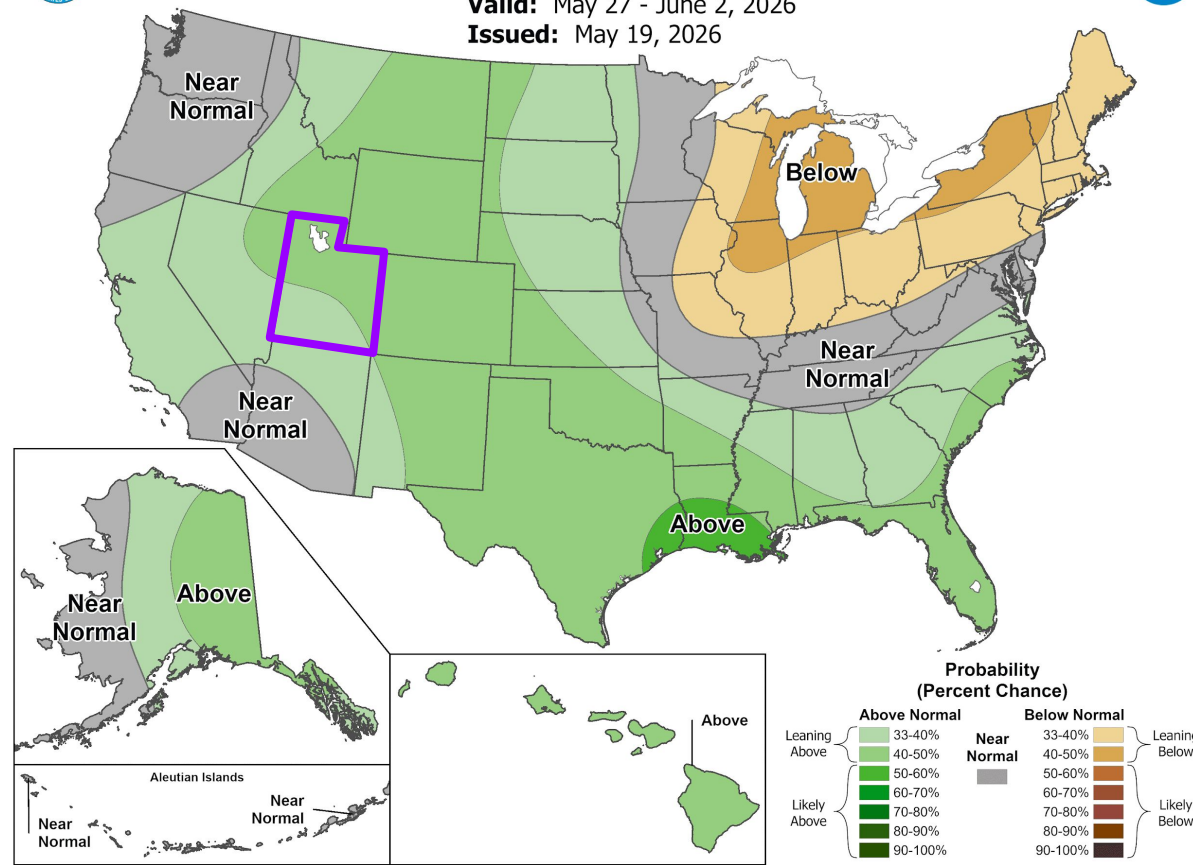 Valid: May 27 - June 2, 2026
Issued: May 19, 2026
Near
Normal
Below
Near
Normal
Near
Normal
Above
Near
Normal
Above
Above
Aleutian Islands
Near
Normal
Near
Normal
Probability
(Percent Chance)
Above Normal
Below Normal
Leaning
Above
33-40%
40-50%
Likely
Above
50-60%
60-70%
70-80%
80-90%
90-100%
Near
Normal
33-40%
40-50%
Leaning
Below
50-60%
60-70%
70-80%
80-90%
90-100%
Likely
Below